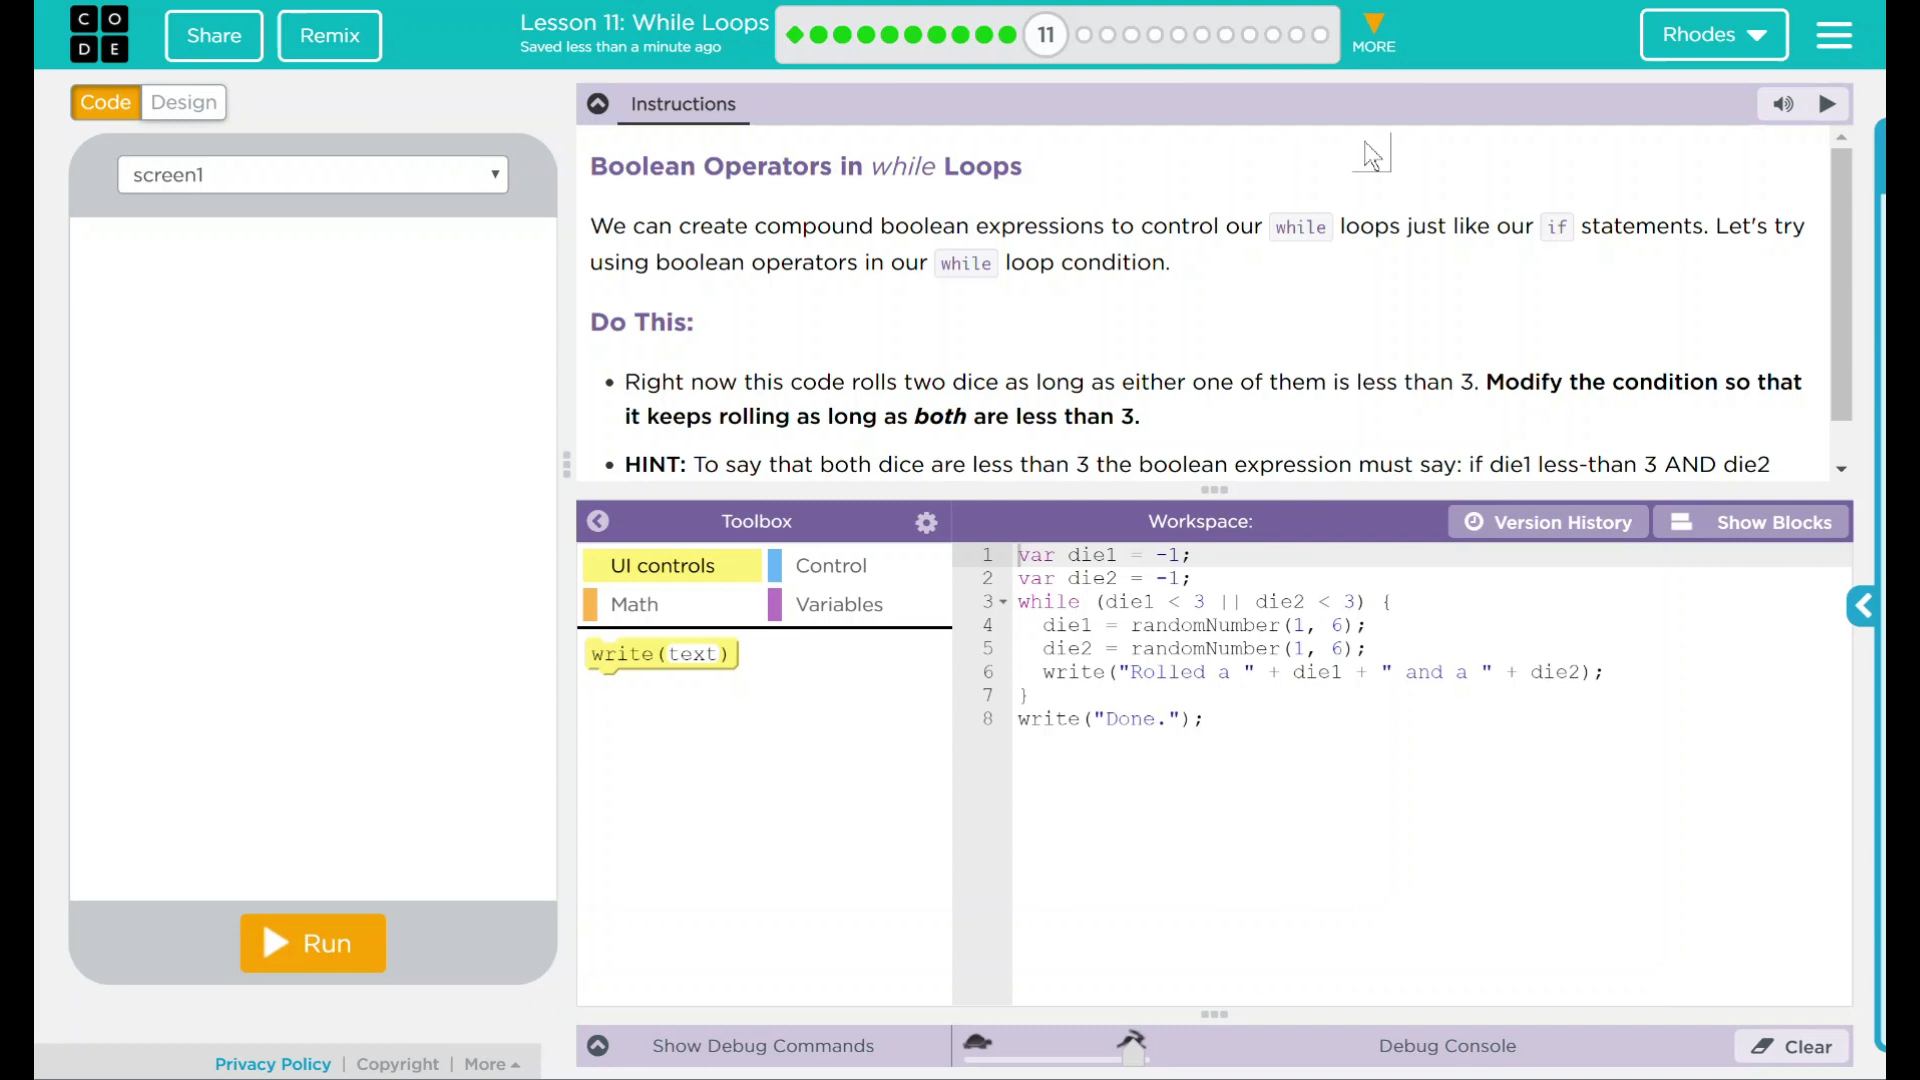 CODE
Share
Remix
Lesson 11: While Loops
Saved less than a minute ago
11
MORE
Rhodes
Code
Design
screen1
Run
Instructions
Boolean Operators in while Loops
We can create compound boolean expressions to control our while loops just like our if statements. Let's try
using boolean operators in our while loop condition.
Do This:
• Right now this code rolls two dice as long as either one of them is less than 3. Modify the condition so that
it keeps rolling as long as both are less than 3.
• HINT: To say that both dice are less than 3 the boolean expression must say: if die1 less-than 3 AND die2
Toolbox
Workspace:
Version History
Show Blocks
UI controls
Control
Math
Variables
write(text)
1 var die1 = -1;
2 var die2 = -1;
3 while (die1 < 3 || die2 < 3) {
4 die1 = randomNumber(1, 6);
5 die2 = randomNumber(1, 6);
6 write("Rolled a " + die1 + " and a " + die2);
7 }
8 write("Done.");
Show Debug Commands
Debug Console
Clear
Privacy Policy | Copyright | More